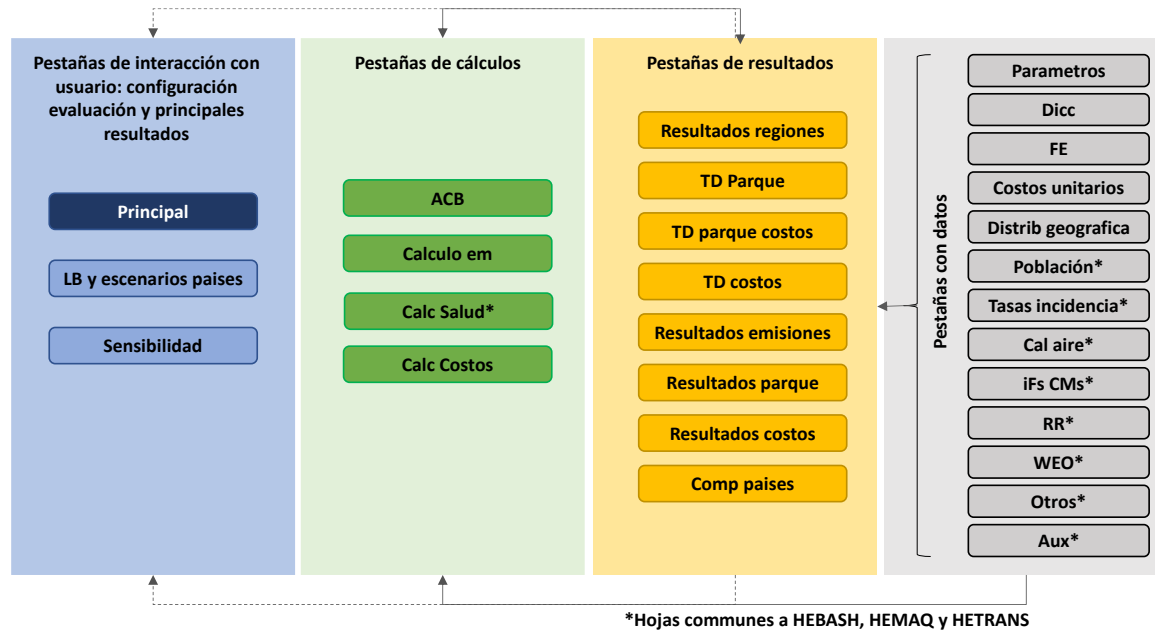 Pestañas de interacción con
usuario: configuración
evaluación y principales
resultados
Principal
LB y escenarios paises
Sensibilidad
Pestañas de cálculos
ACB
Calculo em
Calc Salud*
Calc Costos
Pestañas de resultados
Resultados regiones
TD Parque
TD parque costos
TD costos
Resultados emisiones
Resultados parque
Resultados costos
Comp paises
Pestañas con datos
Parametros
Dicc
FE
Costos unitarios
Distrib geografica
Población*
Tasas incidencia*
Cal aire*
iFs CMs*
RR*
WEO*
Otros*
Aux*
*Hojas communes a HEBASH, HEMAQ y HETRANS